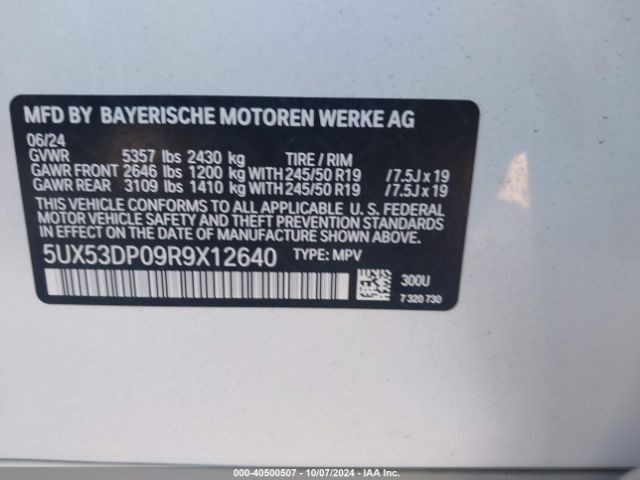 MFD BY BAYERISCHE MOTOREN WERKE AG
06/24
GVWR 5357 lbs 2430 kg TIRE / RIM
GAWR FRONT 2646 lbs 1200 kg WITH 245/50 R19 / 7.5J x 19
GAWR REAR 3109 lbs 1410 kg WITH 245/50 R19 / 7.5J x 19
THIS VEHICLE CONFORMS TO ALL APPLICABLE U.S. FEDERAL
MOTOR VEHICLE SAFETY AND THEFT PREVENTION STANDARDS
IN EFFECT ON THE DATE OF MANUFACTURE SHOWN ABOVE.
5UX53DP09R9X12640 TYPE: MPV
300U
7 320 730
000-40500507 - 10/07/2024 - IAA Inc.